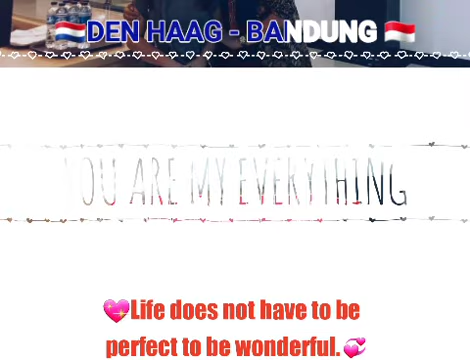 🇳🇱DEN HAAG - BANDUNG 🇮🇩
YOU ARE MY EVERYTHING
💖Life does not have to be
perfect to be wonderful.💞